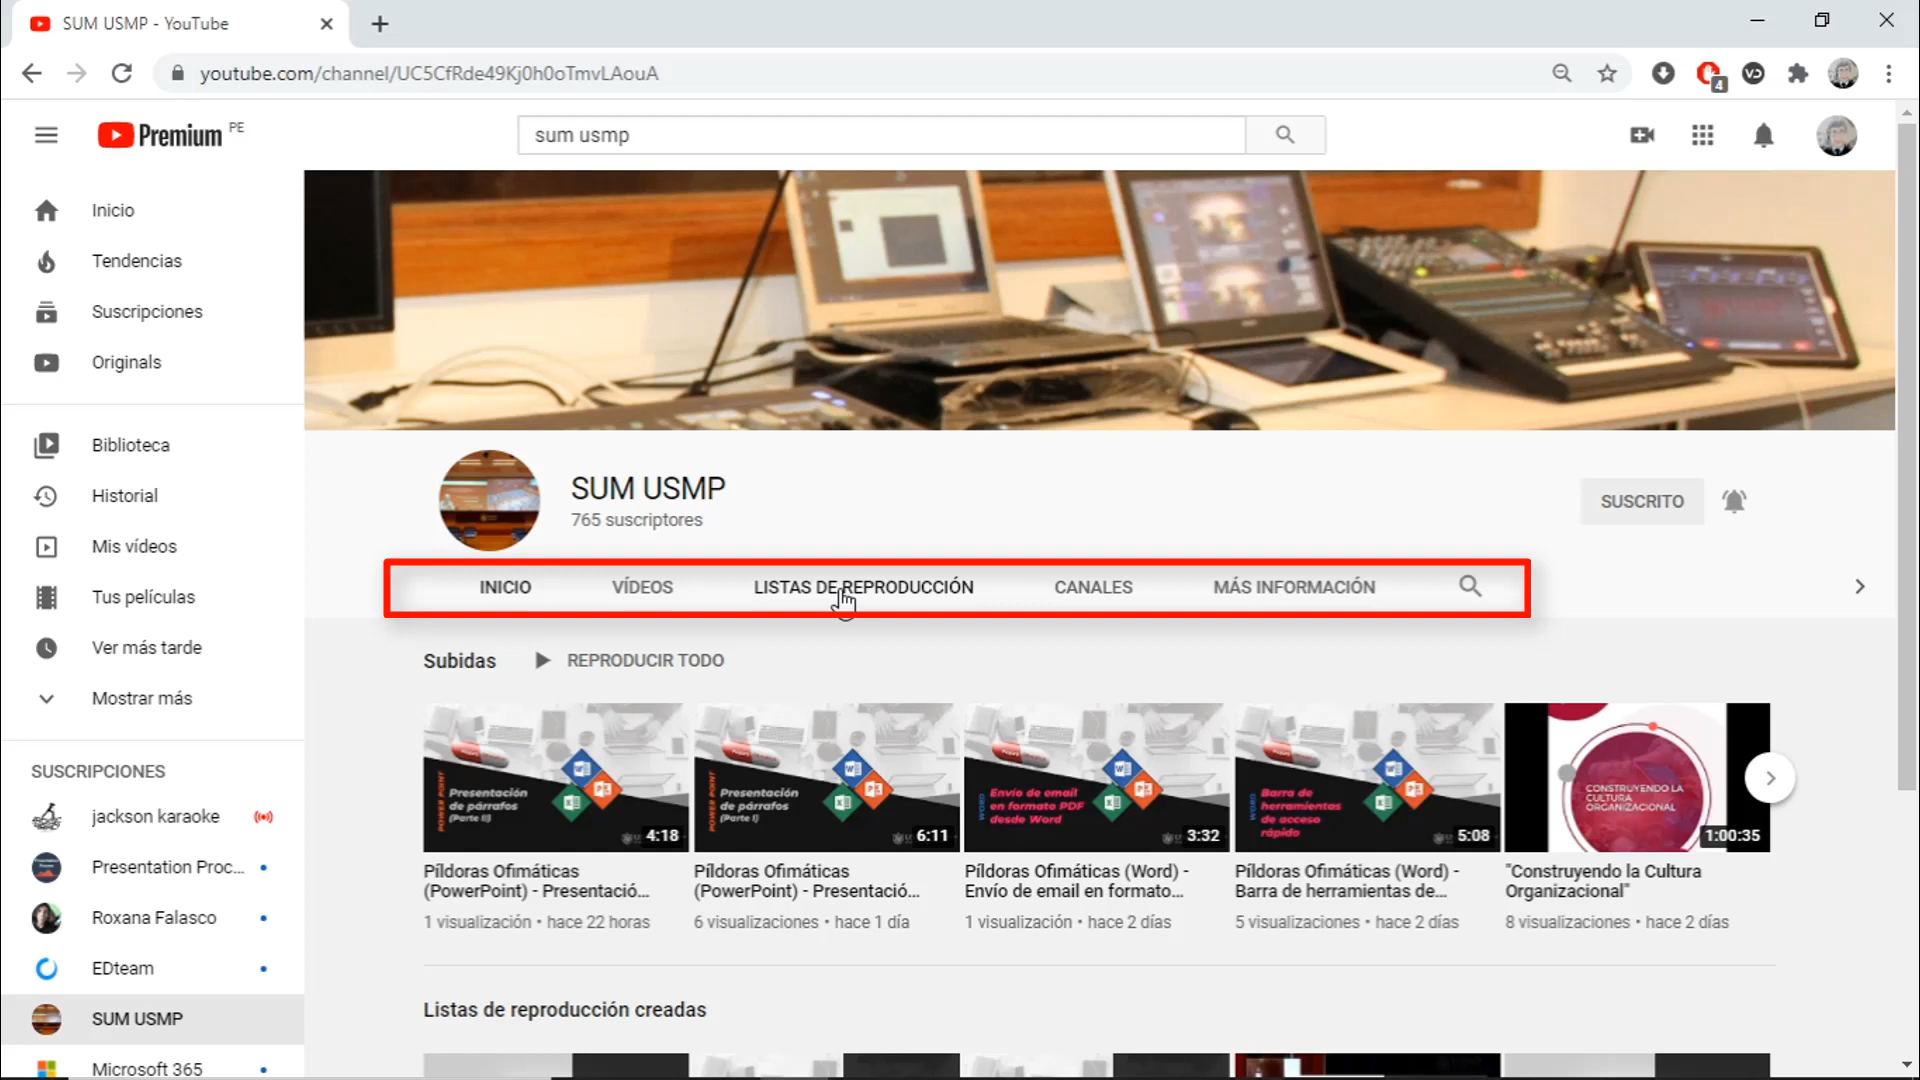 SUM USMP - YouTube
youtube.com/channel/UC5CfRde49Kj0h0oTmvLAouA
4
Premium PE
sum usmp
Inicio
Tendencias
Suscripciones
Originals
Biblioteca
Historial
Mis vídeos
Tus películas
Ver más tarde
Mostrar más
SUSCRIPCIONES
jackson karaoke
Presentation Proc...
Roxana Falasco
EDteam
SUM USMP
Microsoft 365
SUM USMP
765 suscriptores
SUSCRITO
INICIO VÍDEOS LISTAS DE REPRODUCCIÓN CANALES MÁS INFORMACIÓN
Subidas REPRODUCIR TODO
POWER POINT
Presentación
de párrafos
(Parte II)
4:18
Píldoras Ofimáticas
(PowerPoint) - Presentació...
1 visualización • hace 22 horas
POWER POINT
Presentación
de párrafos
(Parte I)
6:11
Píldoras Ofimáticas
(PowerPoint) - Presentació...
6 visualizaciones • hace 1 día
WORD
Envío de email
en formato PDF
desde Word
3:32
Píldoras Ofimáticas (Word) -
Envío de email en formato...
1 visualización • hace 2 días
WORD
Barra de
herramientas
de acceso
rápido
5:08
Píldoras Ofimáticas (Word) -
Barra de herramientas de...
5 visualizaciones • hace 2 días
CONSTRUYENDO LA
CULTURA
ORGANIZACIONAL
1:00:35
"Construyendo la Cultura
Organizacional"
8 visualizaciones • hace 2 días
Listas de reproducción creadas